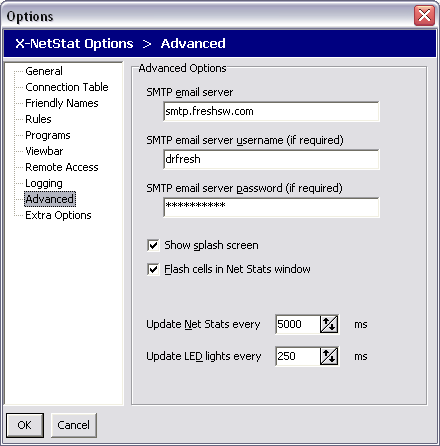 Options
X-NetStat Options > Advanced
General
Connection Table
Friendly Names
Rules
Programs
Viewbar
Remote Access
Logging
Advanced
Extra Options
Advanced Options
SMTP email server
smtp.freshsw.com
SMTP email server username (if required)
drfresh
SMTP email server password (if required)
**********
Show splash screen
Flash cells in Net Stats window
Update Net Stats every 5000 ms
Update LED lights every 250 ms
OK Cancel